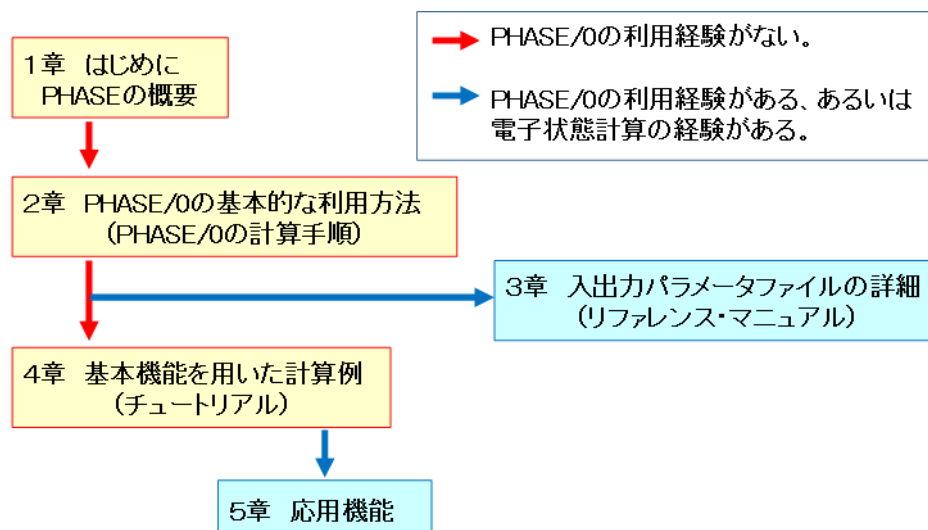 1章 はじめに
PHASEの概要
PHASE/0の利用経験がない。
PHASE/0の利用経験がある、あるいは
電子状態計算の経験がある。
2章 PHASE/0の基本的な利用方法
（PHASE/0の計算手順）
3章 入出力パラメータファイルの詳細
（リファレンス・マニュアル）
4章 基本機能を用いた計算例
（チュートリアル）
5章 応用機能